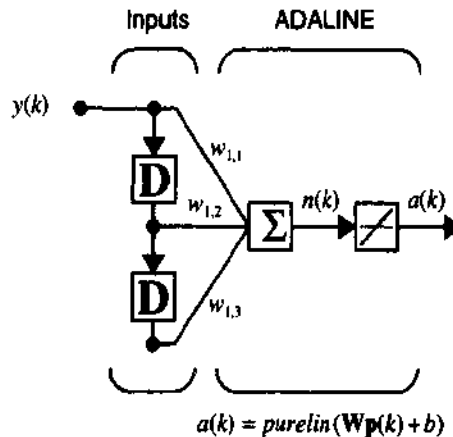 Inputs ADALINE
y(k)
w1,1
D
w1,2
n(k) a(k)
Σ
D
w1,3
a(k) = purelin(Wp(k) + b)